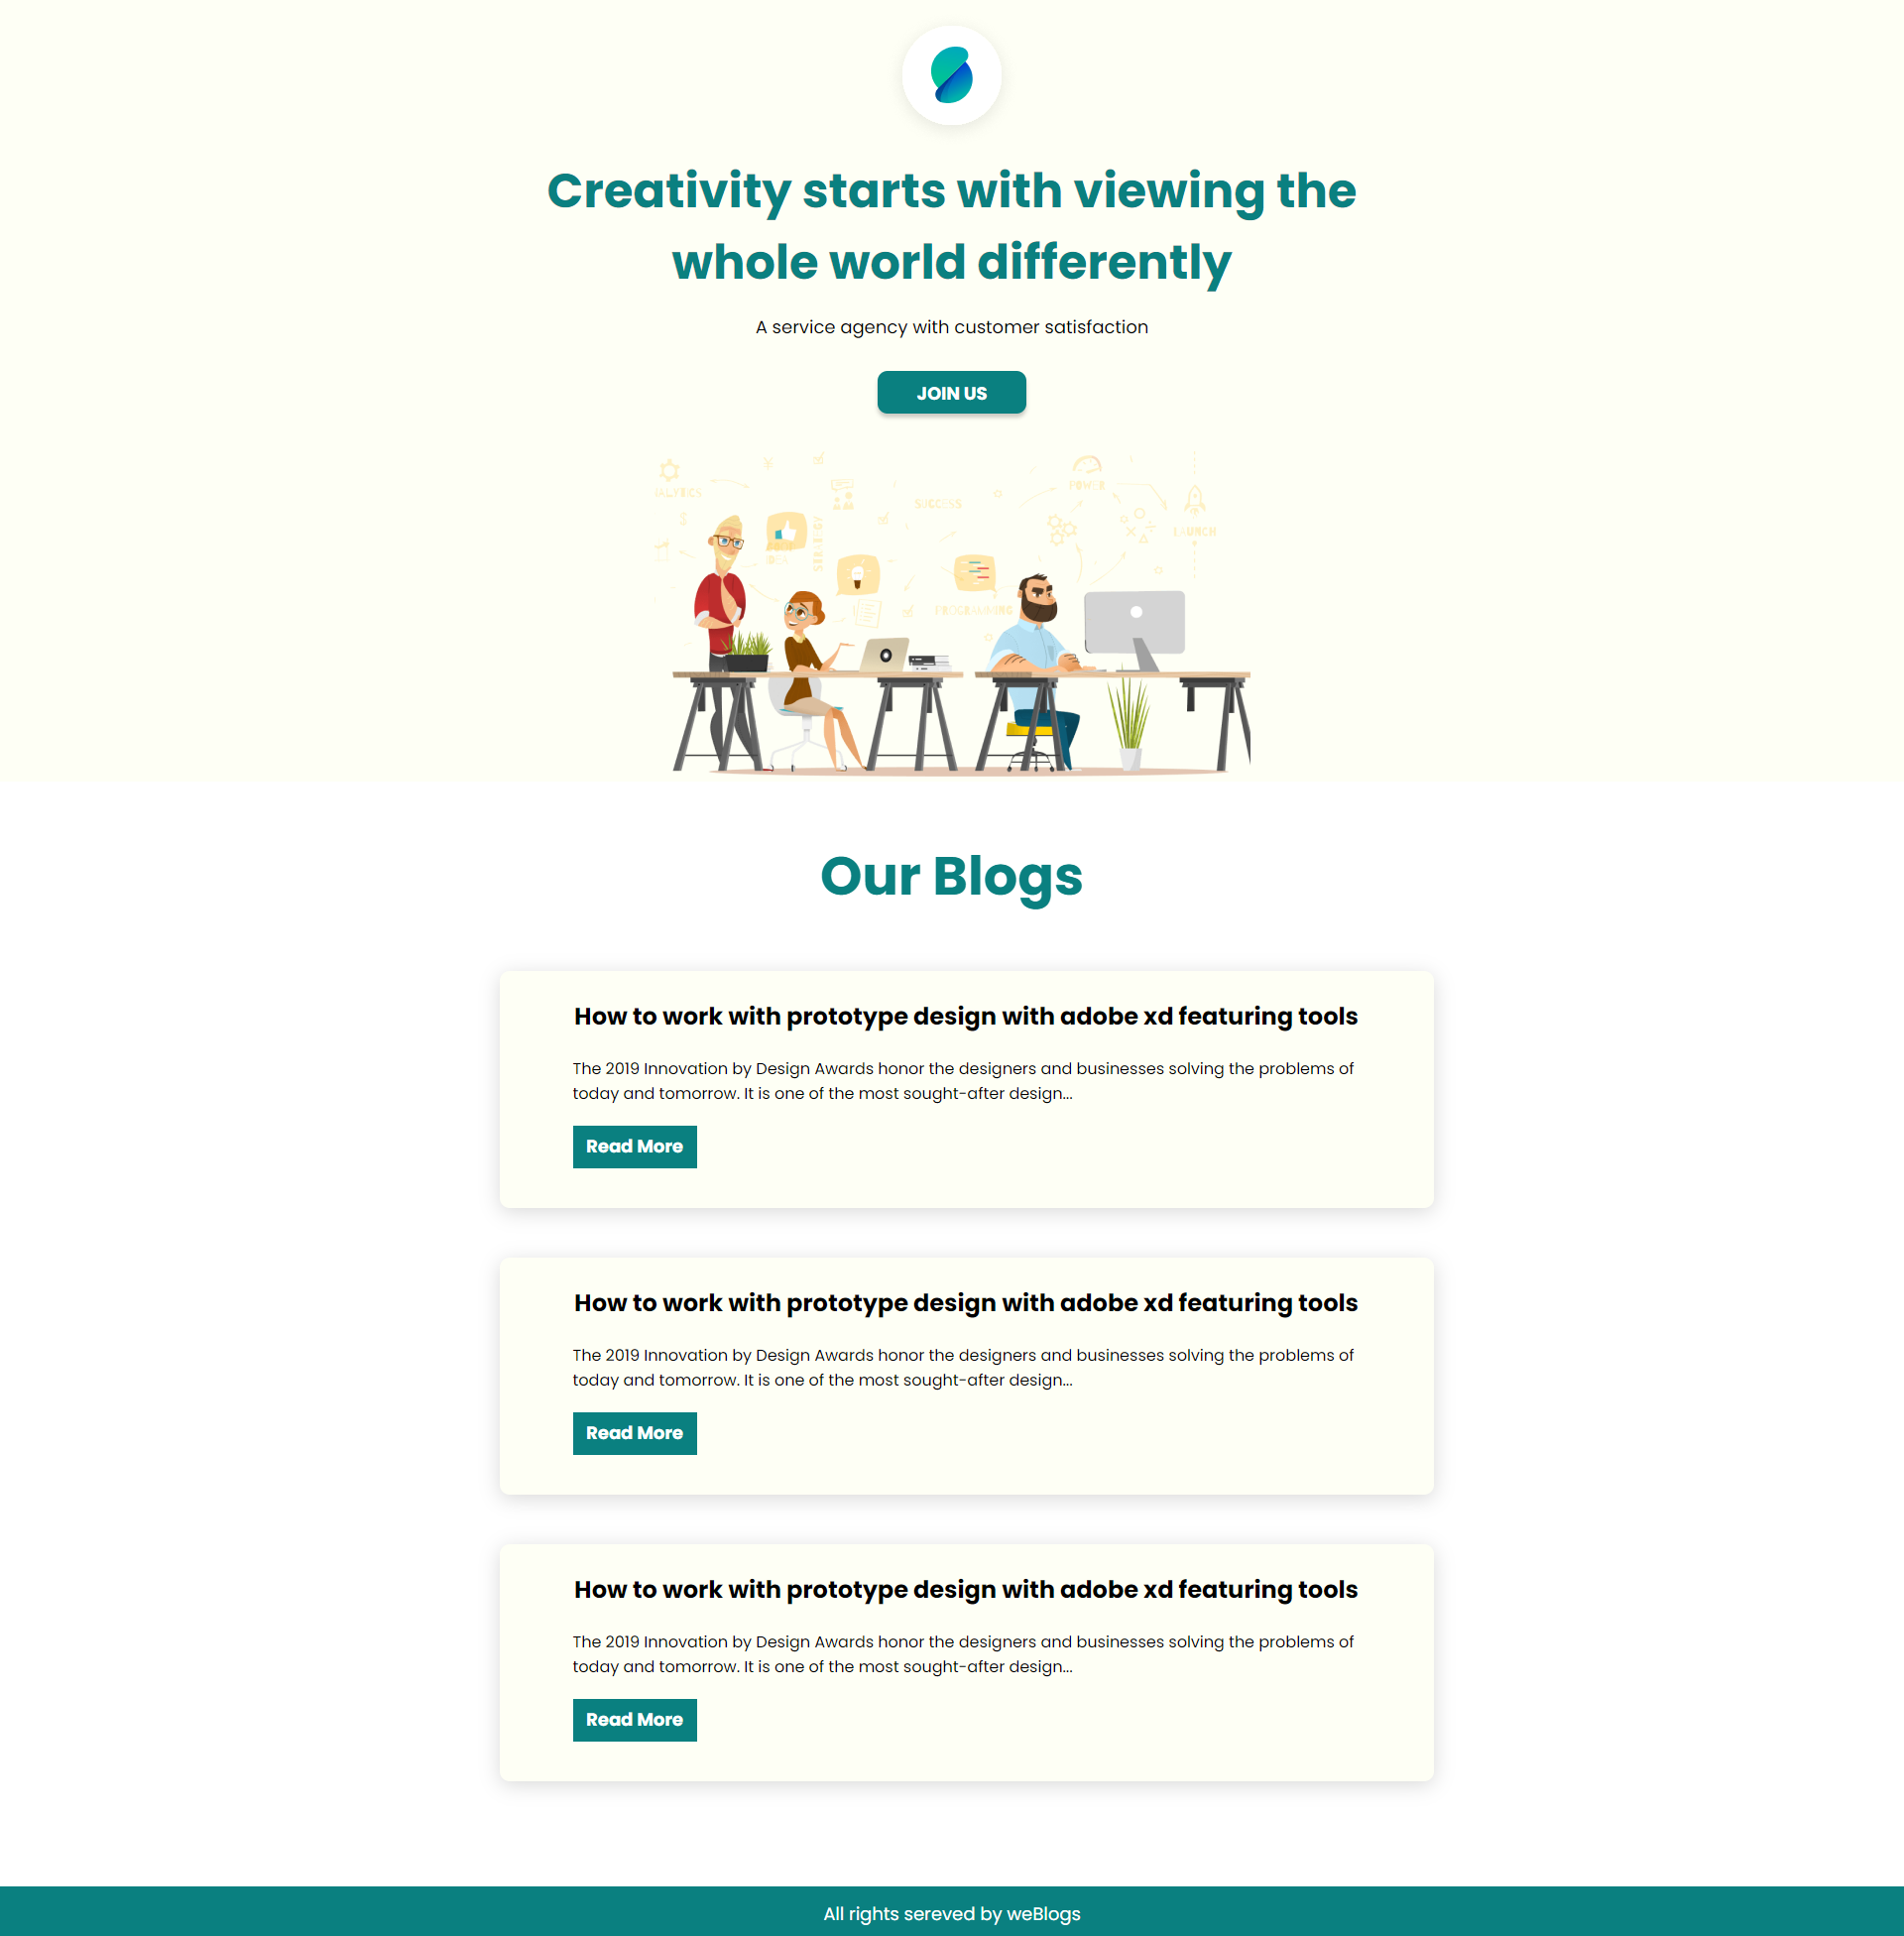 Creativity starts with viewing the
whole world differently
A service agency with customer satisfaction
JOIN US
POWER
SUCCESS
LAUNCH
STRATEGY
PROGRAMMING
Our Blogs
How to work with prototype design with adobe xd featuring tools
The 2019 Innovation by Design Awards honor the designers and businesses solving the problems of
today and tomorrow. It is one of the most sought-after design...
Read More
How to work with prototype design with adobe xd featuring tools
The 2019 Innovation by Design Awards honor the designers and businesses solving the problems of
today and tomorrow. It is one of the most sought-after design...
Read More
How to work with prototype design with adobe xd featuring tools
The 2019 Innovation by Design Awards honor the designers and businesses solving the problems of
today and tomorrow. It is one of the most sought-after design...
Read More
All rights sereved by weBlogs